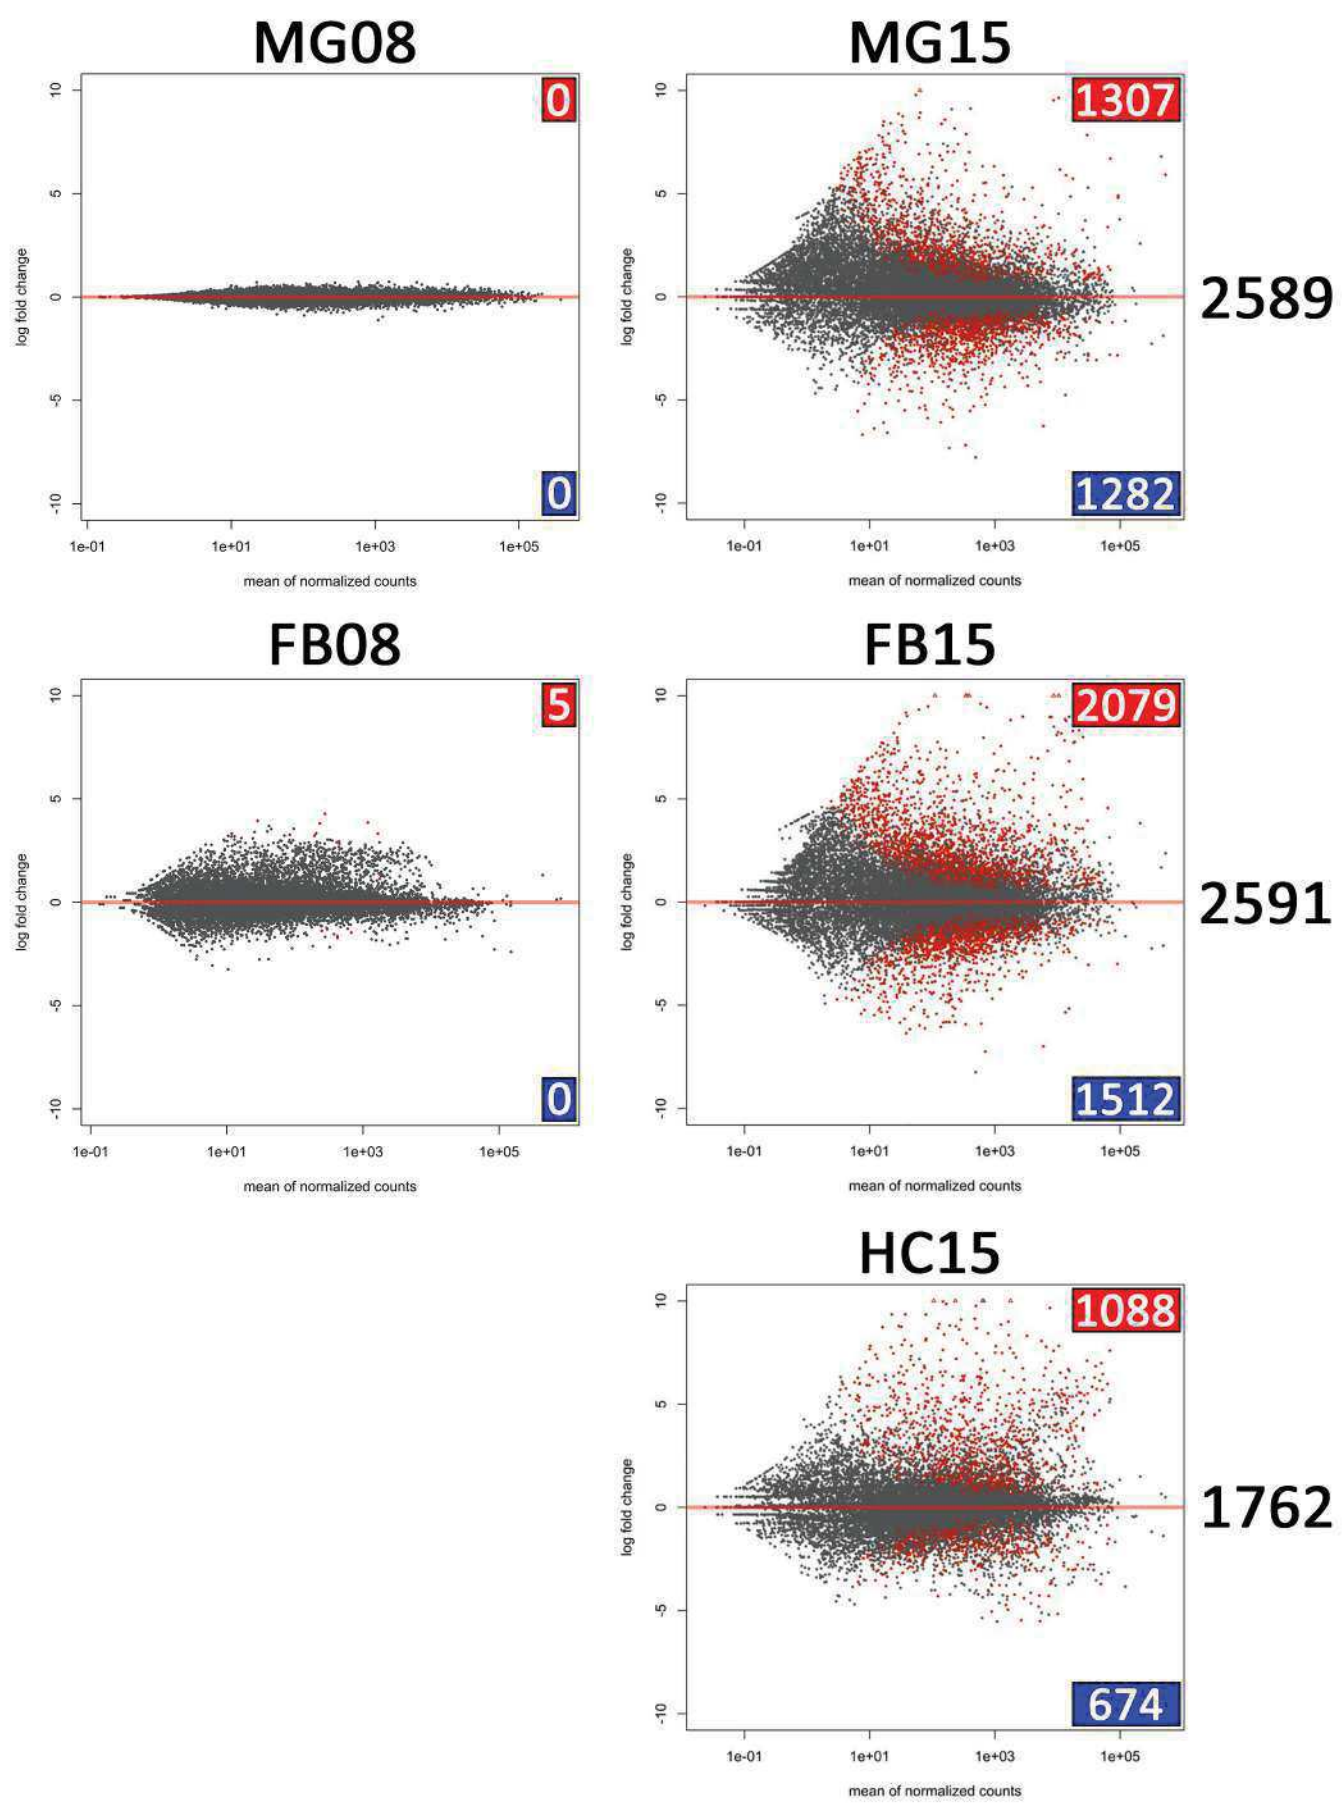 MG08
10
5
0
-5
-10
log fold change
0
0
1e-01 1e+01 1e+03 1e+05
mean of normalized counts
MG15
10
5
0
-5
-10
log fold change
1307
1282
1e-01 1e+01 1e+03 1e+05
mean of normalized counts
2589
FB08
10
5
0
-5
-10
log fold change
5
0
1e-01 1e+01 1e+03 1e+05
mean of normalized counts
FB15
10
5
0
-5
-10
log fold change
2079
1512
1e-01 1e+01 1e+03 1e+05
mean of normalized counts
2591
HC15
10
5
0
-5
-10
log fold change
1088
674
1e-01 1e+01 1e+03 1e+05
mean of normalized counts
1762